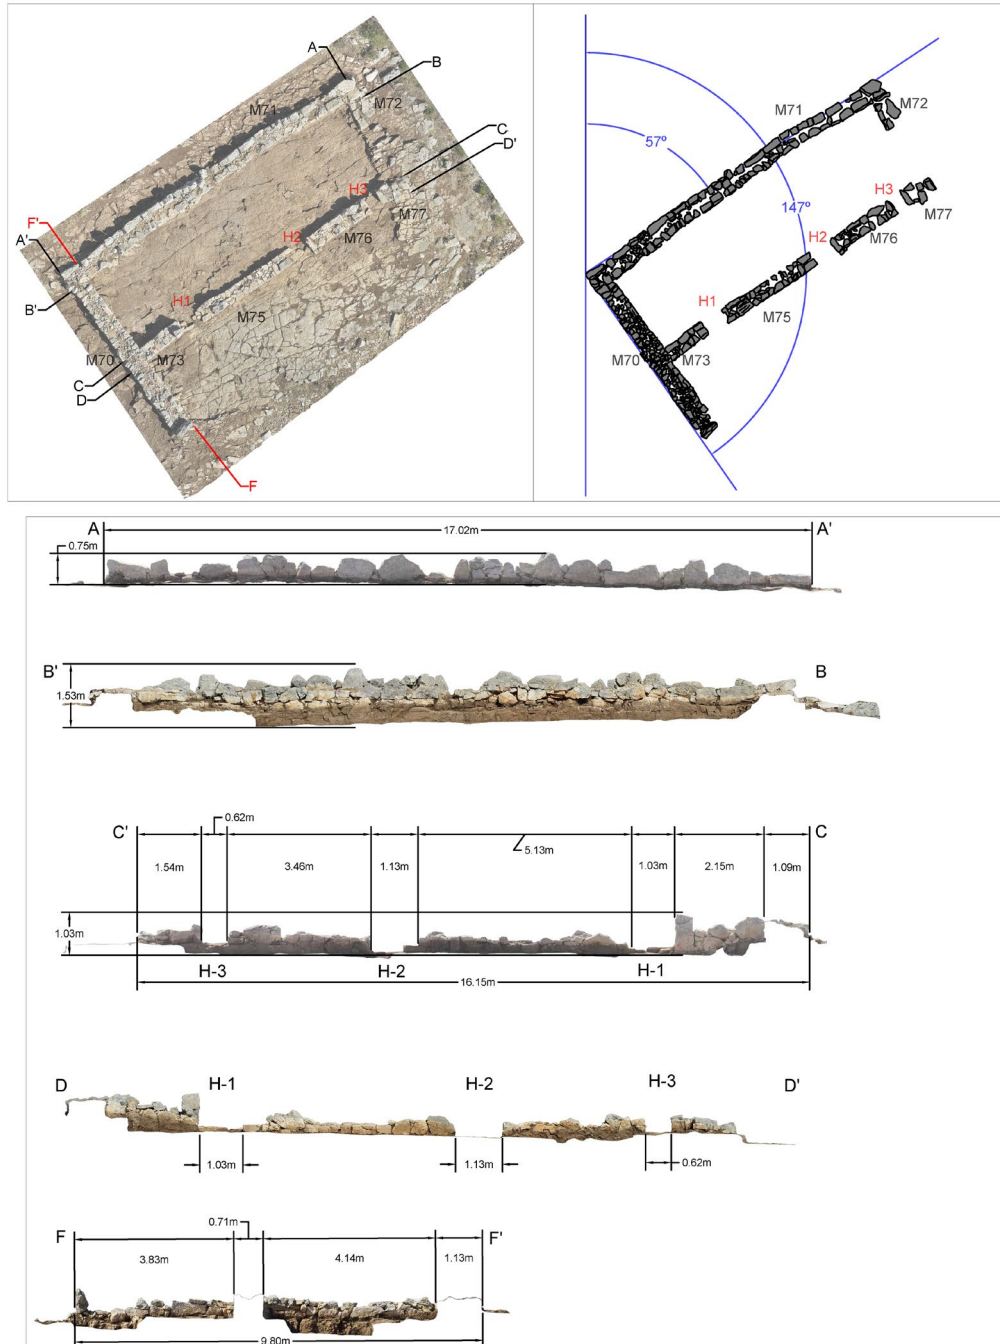 A
B
M72
M71
C
D'
H3
M77
F'
H2
M76
A'
H1
B'
M75
M70
M73
C
D
F
M71
M72
57º
H3
147º
M77
H2
M76
H1
M75
M70
M73
A
17.02m
A'
0.75m
B'
B
1.53m
0.62m
C'
C
5.13m
1.54m
3.46m
1.13m
1.03m
2.15m
1.09m
1.03m
H-3
H-2
H-1
16.15m
D
H-1
H-2
H-3
D'
1.03m
1.13m
0.62m
0.71m
F
F'
3.83m
4.14m
1.13m
9.80m